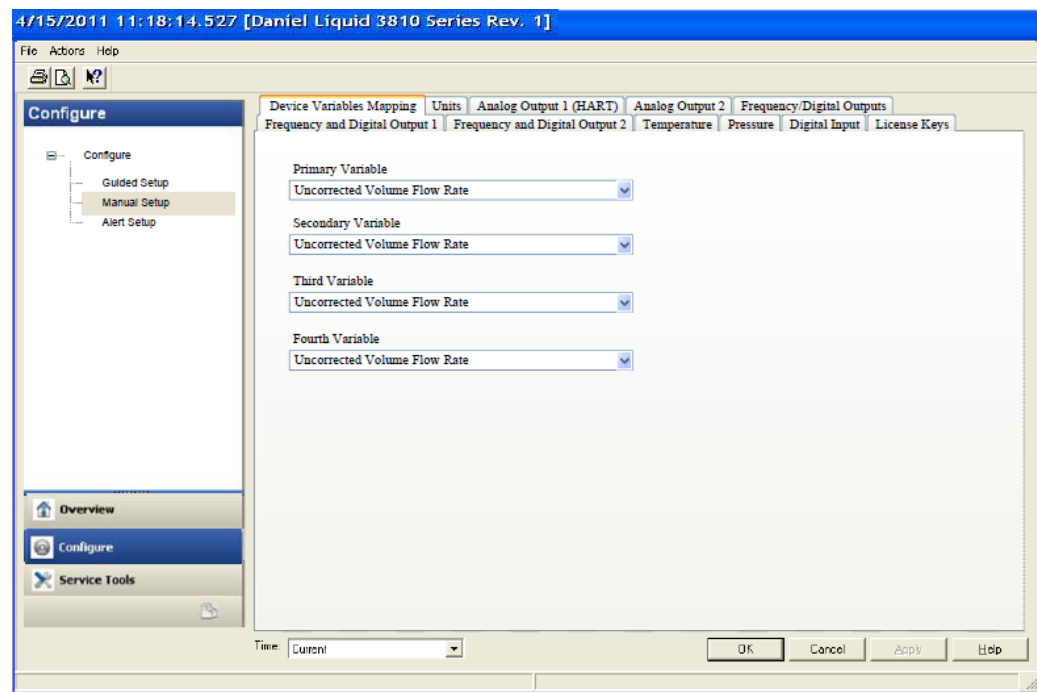 4/15/2011 11:18:14.527 [Daniel Liquid 3810 Series Rev. 1]
File Actions Help
Configure
Configure
Guided Setup
Manual Setup
Alert Setup
Overview
Configure
Service Tools
Device Variables Mapping Units Analog Output 1 (HART) Analog Output 2 Frequency/Digital Outputs
Frequency and Digital Output 1 Frequency and Digital Output 2 Temperature Pressure Digital Input License Keys
Primary Variable
Uncorrected Volume Flow Rate
Secondary Variable
Uncorrected Volume Flow Rate
Third Variable
Uncorrected Volume Flow Rate
Fourth Variable
Uncorrected Volume Flow Rate
Time: Current
OK Cancel Apply Help